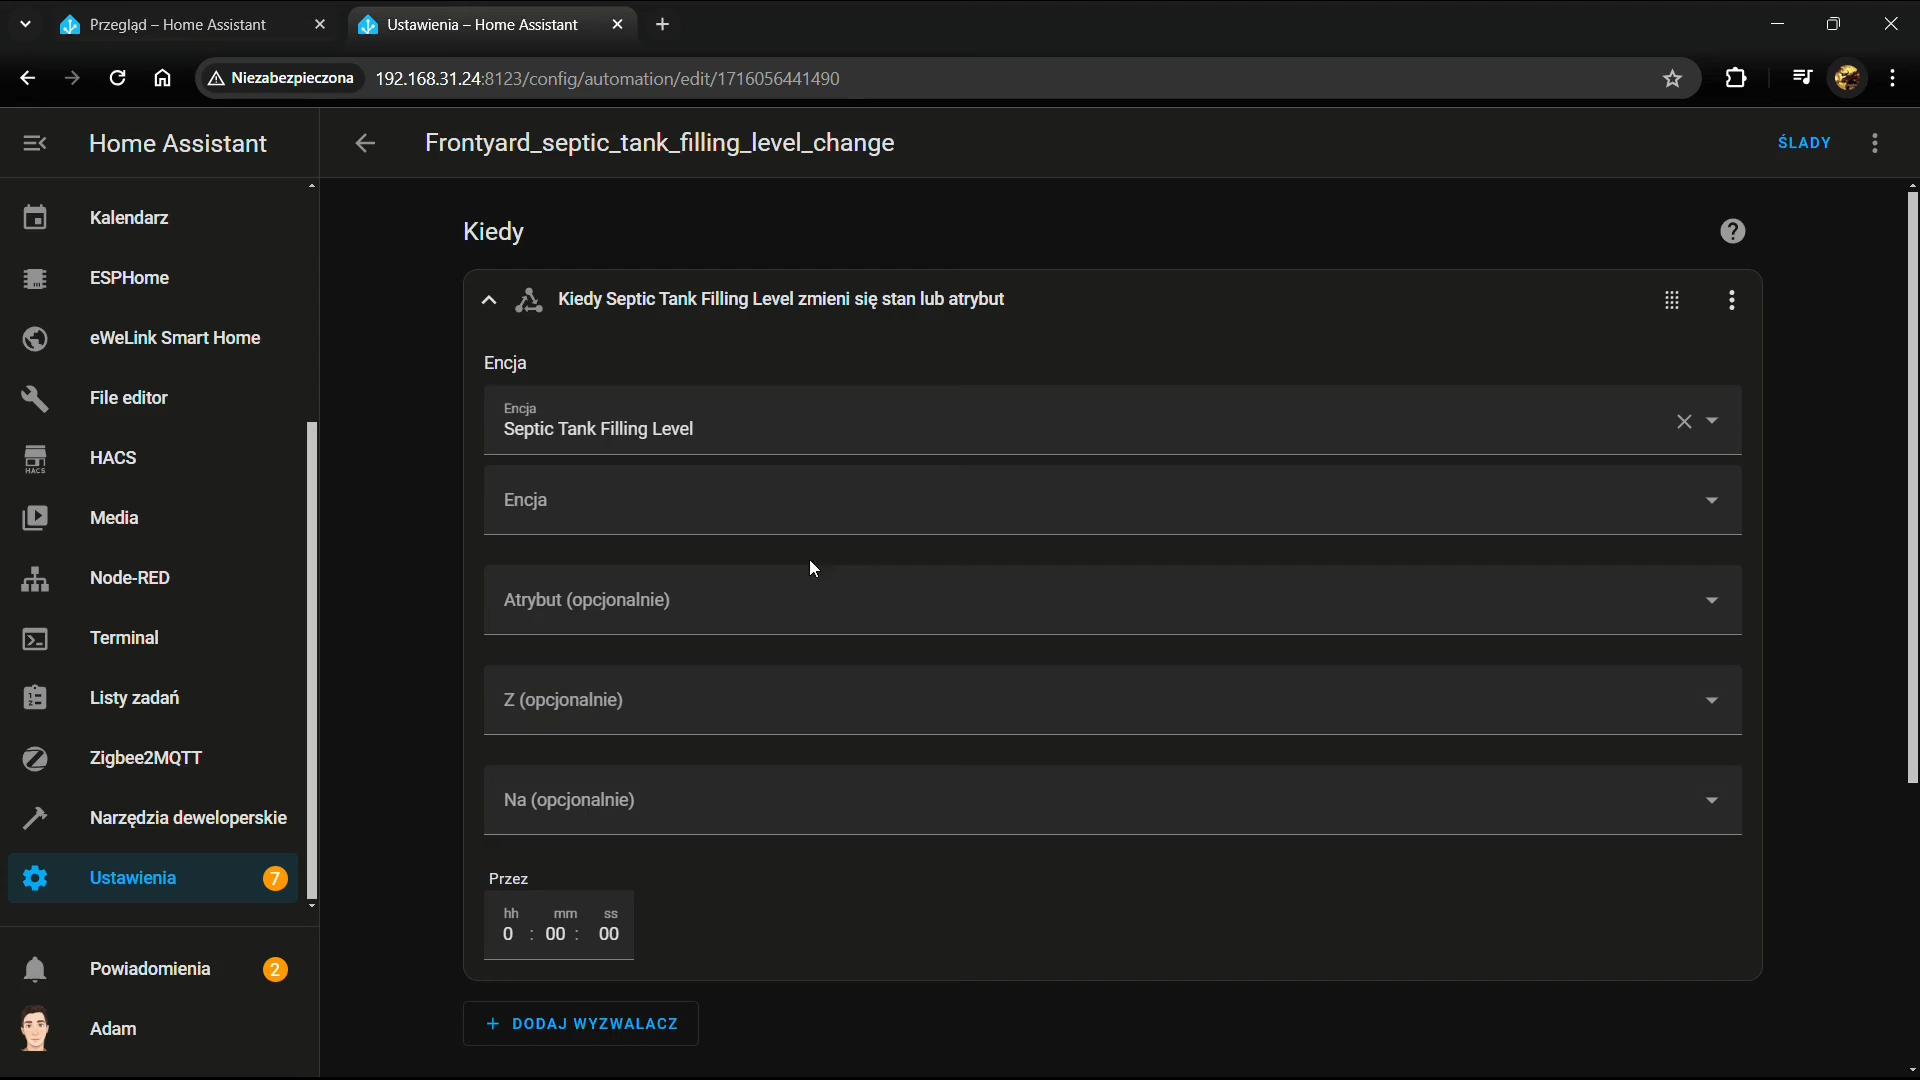 Przegląd – Home Assistant
Ustawienia – Home Assistant
Niezabezpieczona
192.168.31.24:8123/config/automation/edit/1716056441490
Home Assistant
Frontyard_septic_tank_filling_level_change
ŚLADY
Kalendarz
ESPHome
eWeLink Smart Home
File editor
HACS
HACS
Media
Node-RED
Terminal
Listy zadań
Zigbee2MQTT
Narzędzia deweloperskie
Ustawienia
7
Powiadomienia
2
Adam
Kiedy
Kiedy Septic Tank Filling Level zmieni się stan lub atrybut
Encja
Encja
Septic Tank Filling Level
Encja
Atrybut (opcjonalnie)
Z (opcjonalnie)
Na (opcjonalnie)
Przez
hh mm ss
0 : 00 : 00
+ DODAJ WYZWALACZ